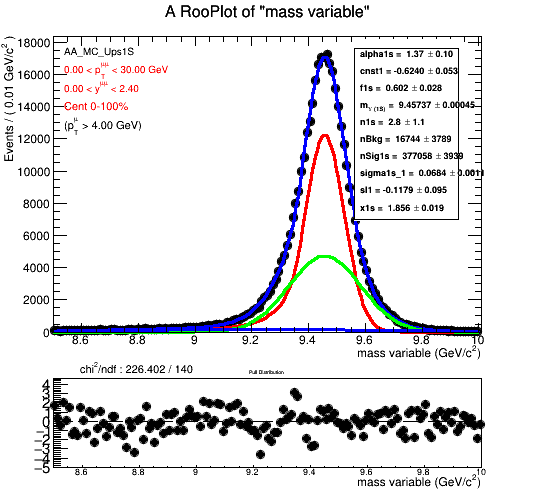 A RooPlot of "mass variable"
Events / ( 0.01 GeV/c² )
18000
16000
14000
12000
10000
8000
6000
4000
2000
0
AA_MC_Ups1S
0.00 < p_T^μμ < 30.00 GeV
0.00 < y^μμ < 2.40
Cent 0-100%
(p_T^μ > 4.00 GeV)
alpha1s = 1.37 ± 0.10
cnst1 = -0.6240 ± 0.053
f1s = 0.602 ± 0.028
m_Υ (1S) = 9.45737 ± 0.00045
n1s = 2.8 ± 1.1
nBkg = 16744 ± 3789
nSig1s = 377058 ± 3939
sigma1s_1 = 0.0684 ± 0.0011
sl1 = -0.1179 ± 0.095
x1s = 1.856 ± 0.019
8.6 8.8 9 9.2 9.4 9.6 9.8 10
mass variable (GeV/c²)
chi²/ndf : 226.402 / 140
Pull Distribution
4
3
2
1
0
-1
-2
-3
-4
-5
8.6 8.8 9 9.2 9.4 9.6 9.8 10
mass variable (GeV/c²)